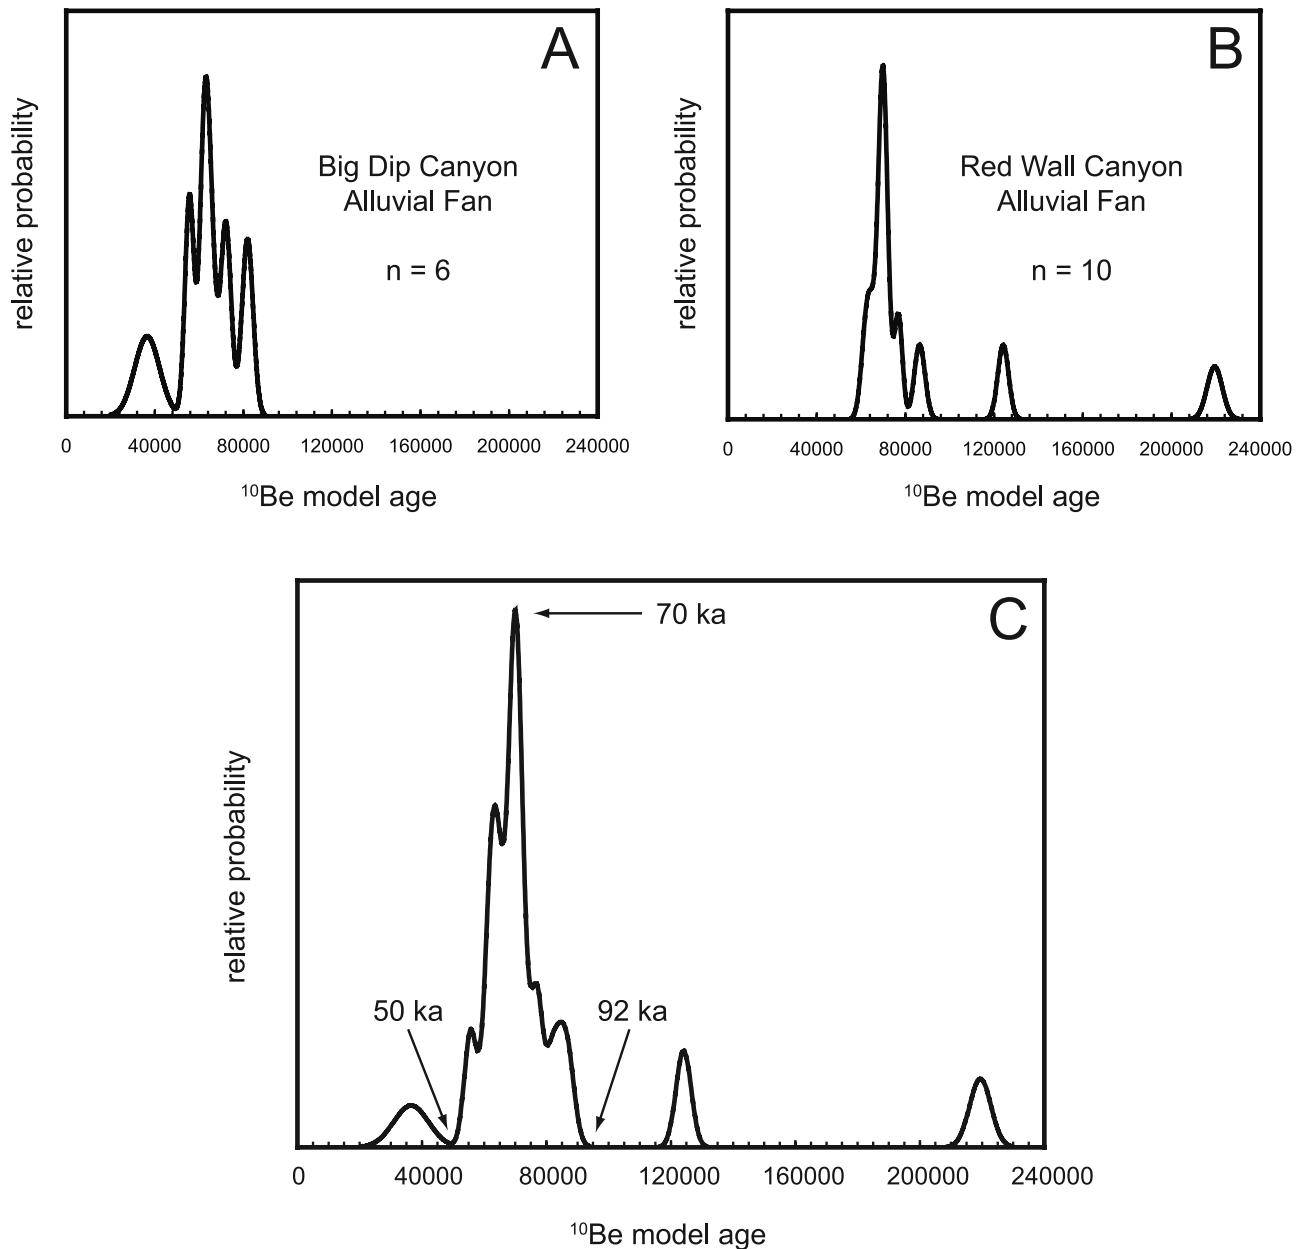 A
relative probability
Big Dip Canyon
Alluvial Fan
n = 6
0 40000 80000 120000 160000 200000 240000
¹⁰Be model age
B
relative probability
Red Wall Canyon
Alluvial Fan
n = 10
0 40000 80000 120000 160000 200000 240000
¹⁰Be model age
C
70 ka
relative probability
50 ka
92 ka
0 40000 80000 120000 160000 200000 240000
¹⁰Be model age